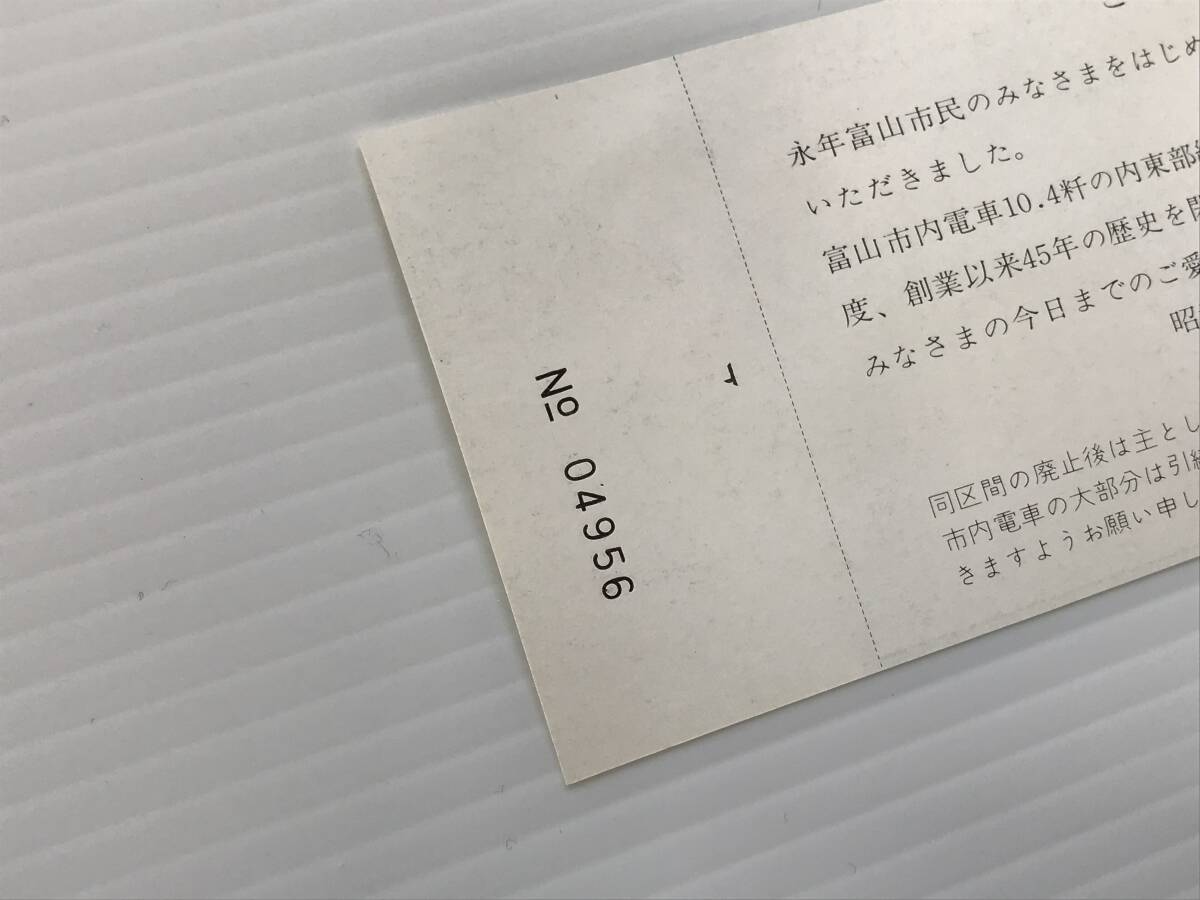 永年富山市民のみなさまをはじめ
いただきました。
富山市内電車10.4粁の内東部
度、創業以来45年の歴史を
みなさまの今日までのご愛
昭
同区間の廃止後は主とし
市内電車の大部分は引続
きますようお願い申し
№ 04956